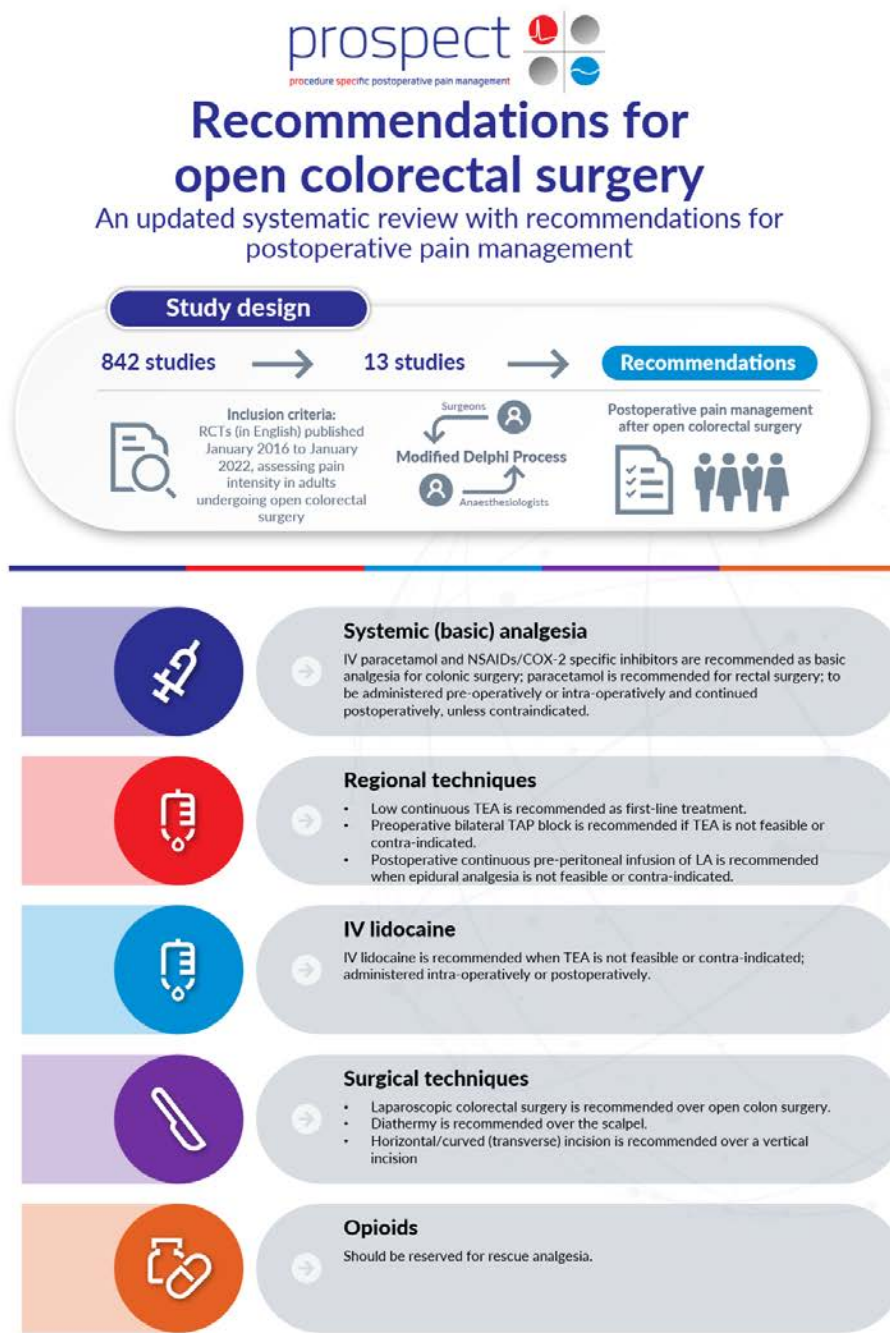 prospect
procedure specific postoperative pain management
Recommendations for
open colorectal surgery
An updated systematic review with recommendations for
postoperative pain management
Study design
842 studies
13 studies
Recommendations
Inclusion criteria:
RCTs (in English) published
January 2016 to January
2022, assessing pain
intensity in adults
undergoing open colorectal
surgery
Surgeons
Modified Delphi Process
Anaesthesiologists
Postoperative pain management
after open colorectal surgery
Systemic (basic) analgesia
IV paracetamol and NSAIDs/COX-2 specific inhibitors are recommended as basic
analgesia for colonic surgery; paracetamol is recommended for rectal surgery; to
be administered pre-operatively or intra-operatively and continued
postoperatively, unless contraindicated.
Regional techniques
• Low continuous TEA is recommended as first-line treatment.
• Preoperative bilateral TAP block is recommended if TEA is not feasible or
contra-indicated.
• Postoperative continuous pre-peritoneal infusion of LA is recommended
when epidural analgesia is not feasible or contra-indicated.
IV lidocaine
IV lidocaine is recommended when TEA is not feasible or contra-indicated;
administered intra-operatively or postoperatively.
Surgical techniques
• Laparoscopic colorectal surgery is recommended over open colon surgery.
• Diathermy is recommended over the scalpel.
• Horizontal/curved (transverse) incision is recommended over a vertical
incision
Opioids
Should be reserved for rescue analgesia.